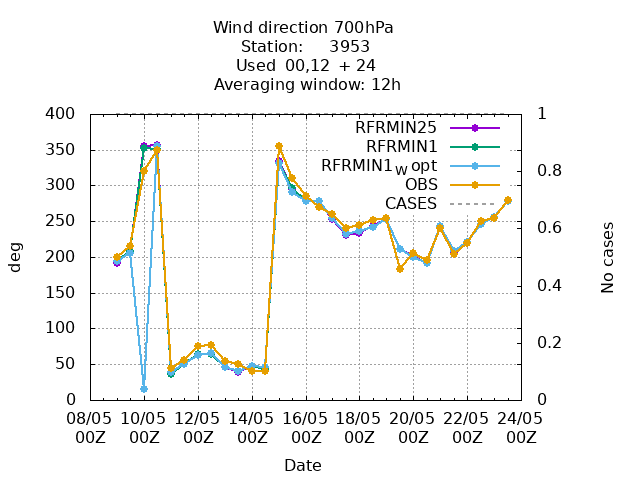 Wind direction 700hPa
Station: 3953
Used 00,12 + 24
Averaging window: 12h
400 1
350
300 0.8
250
200 0.6
150 0.4
100
50 0.2
0 0
RFRMIN25
RFRMIN1
RFRMIN1w opt
OBS
CASES
deg
No cases
08/05 10/05 12/05 14/05 16/05 18/05 20/05 22/05 24/05
00Z 00Z 00Z 00Z 00Z 00Z 00Z 00Z 00Z
Date